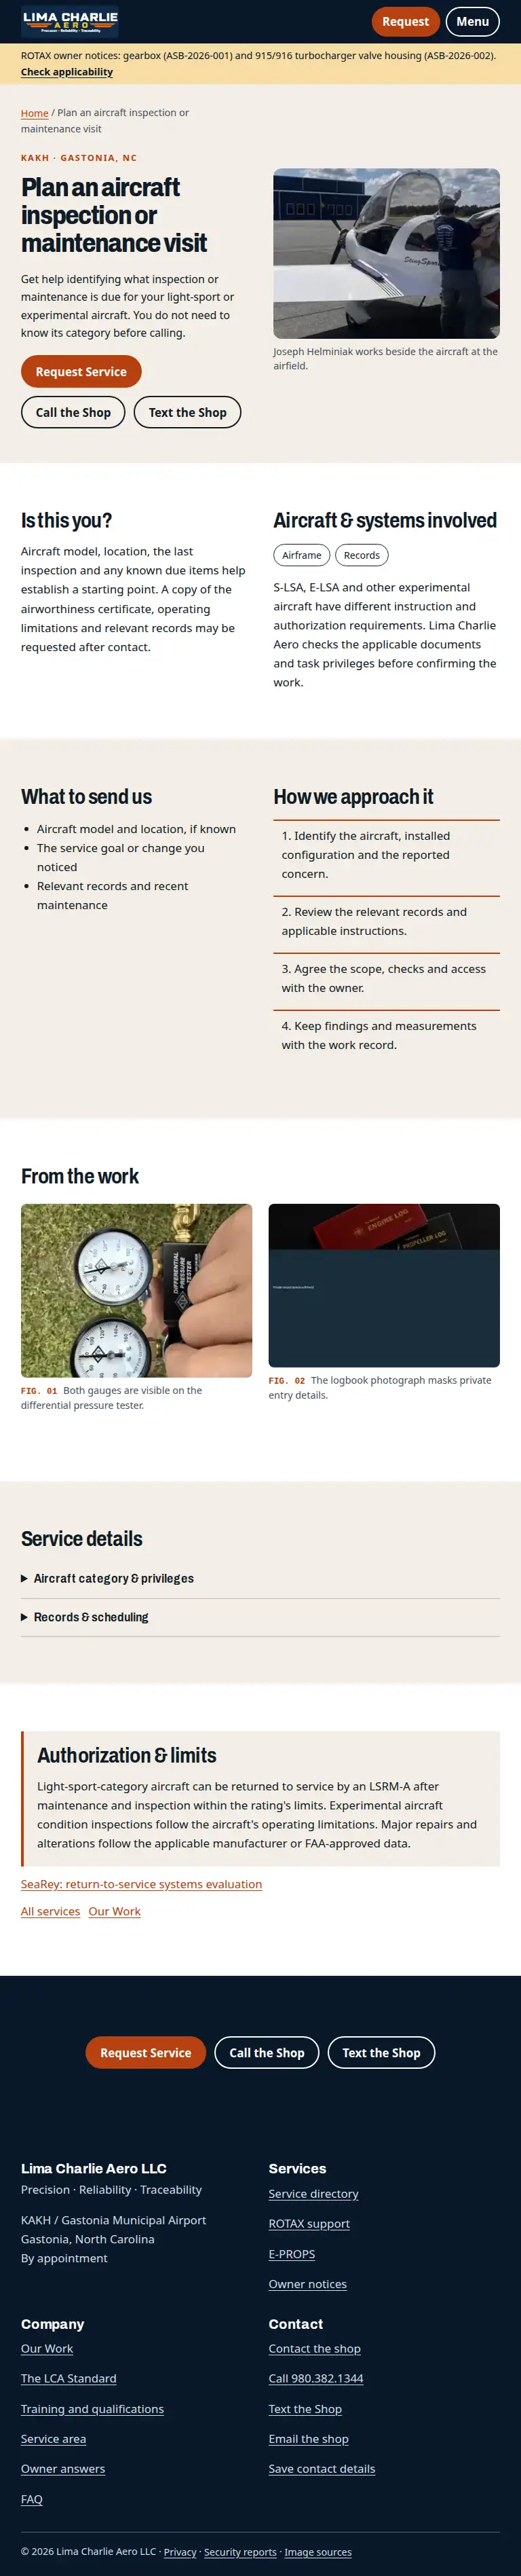 LIMA CHARLIE
AERO
Precision • Reliability • Traceability
Request
Menu
ROTAX owner notices: gearbox (ASB-2026-001) and 915/916 turbocharger valve housing (ASB-2026-002).
Check applicability
Home / Plan an aircraft inspection or
maintenance visit
KAKH · GASTONIA, NC
Plan an aircraft
inspection or
maintenance visit
Get help identifying what inspection or
maintenance is due for your light-sport or
experimental aircraft. You do not need to
know its category before calling.
Request Service
Call the Shop
Text the Shop
Joseph Helminiak works beside the aircraft at the
airfield.
Is this you?
Aircraft model, location, the last
inspection and any known due items help
establish a starting point. A copy of the
airworthiness certificate, operating
limitations and relevant records may be
requested after contact.
Aircraft & systems involved
Airframe
Records
S-LSA, E-LSA and other experimental
aircraft have different instruction and
authorization requirements. Lima Charlie
Aero checks the applicable documents
and task privileges before confirming the
work.
What to send us
• Aircraft model and location, if known
• The service goal or change you
noticed
• Relevant records and recent
maintenance
How we approach it
1. Identify the aircraft, installed
configuration and the reported
concern.
2. Review the relevant records and
applicable instructions.
3. Agree the scope, checks and access
with the owner.
4. Keep findings and measurements
with the work record.
From the work
DIFFERENTIAL
PRESSURE
TESTER
ENGINE LOG
PROPELLER LOG
FIG. 01 Both gauges are visible on the
differential pressure tester.
FIG. 02 The logbook photograph masks private
entry details.
Service details
Aircraft category & privileges
Records & scheduling
Authorization & limits
Light-sport-category aircraft can be returned to service by an LSRM-A after
maintenance and inspection within the rating's limits. Experimental aircraft
condition inspections follow the aircraft's operating limitations. Major repairs and
alterations follow the applicable manufacturer or FAA-approved data.
SeaRey: return-to-service systems evaluation
All services Our Work
Request Service
Call the Shop
Text the Shop
Lima Charlie Aero LLC
Precision · Reliability · Traceability
KAKH / Gastonia Municipal Airport
Gastonia, North Carolina
By appointment
Services
Service directory
ROTAX support
E-PROPS
Owner notices
Company
Our Work
The LCA Standard
Training and qualifications
Service area
Owner answers
FAQ
Contact
Contact the shop
Call 980.382.1344
Text the Shop
Email the shop
Save contact details
© 2026 Lima Charlie Aero LLC · Privacy · Security reports · Image sources